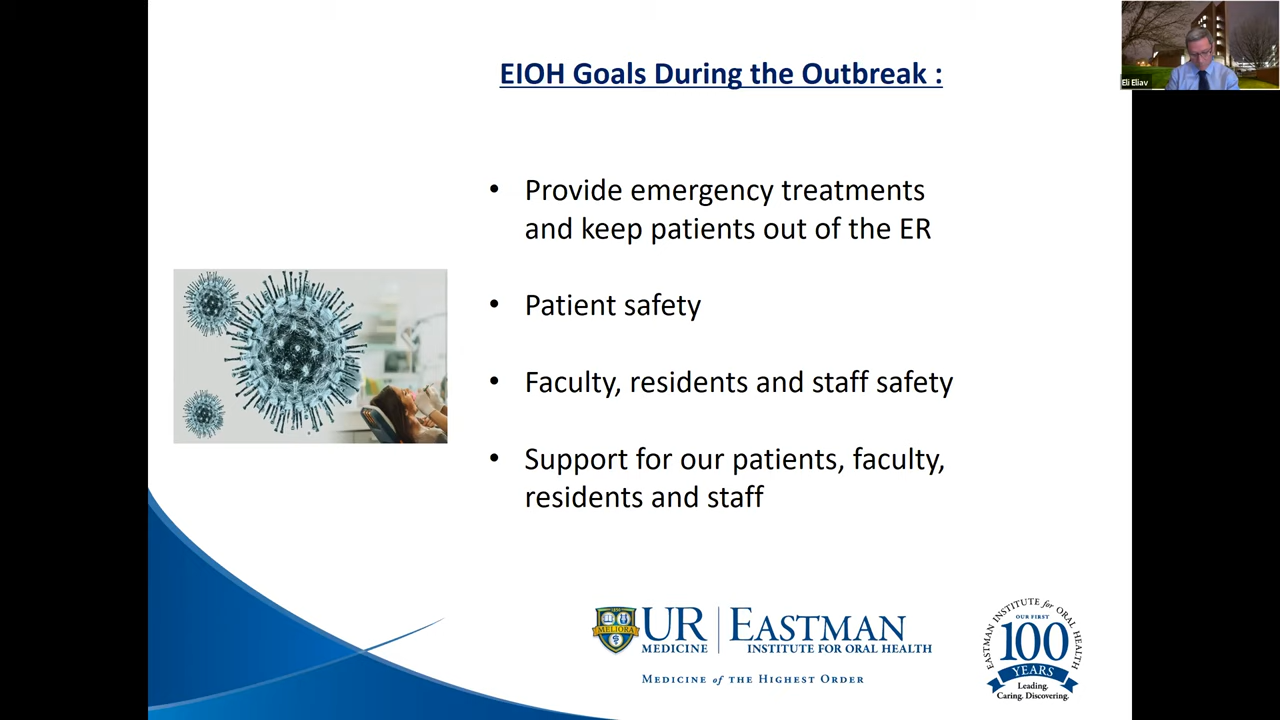 EIOH Goals During the Outbreak :
Eli Eliav
• Provide emergency treatments
and keep patients out of the ER
• Patient safety
• Faculty, residents and staff safety
• Support for our patients, faculty,
residents and staff
MELIORA
UR
MEDICINE
EASTMAN
INSTITUTE FOR ORAL HEALTH
MEDICINE of the HIGHEST ORDER
EASTMAN INSTITUTE for ORAL HEALTH
OUR FIRST
100
YEARS
Leading.
Caring. Discovering.